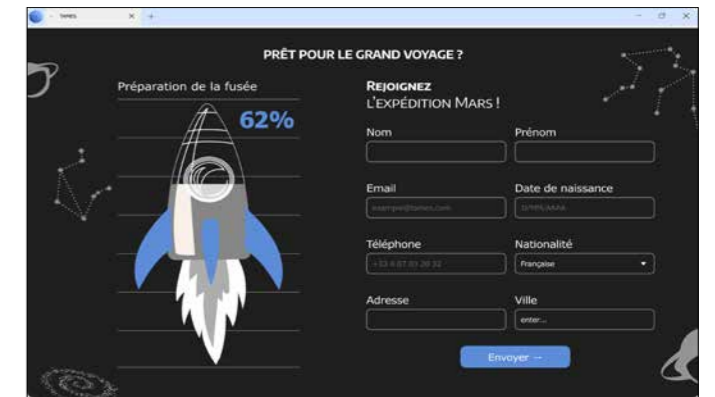 PRÊT POUR LE GRAND VOYAGE ?
Préparation de la fusée
62%
REJOIGNEZ
L'EXPÉDITION MARS !
Nom
Prénom
Email
Date de naissance
Téléphone
Nationalité
Française
Adresse
Ville
enter...
Envoyer